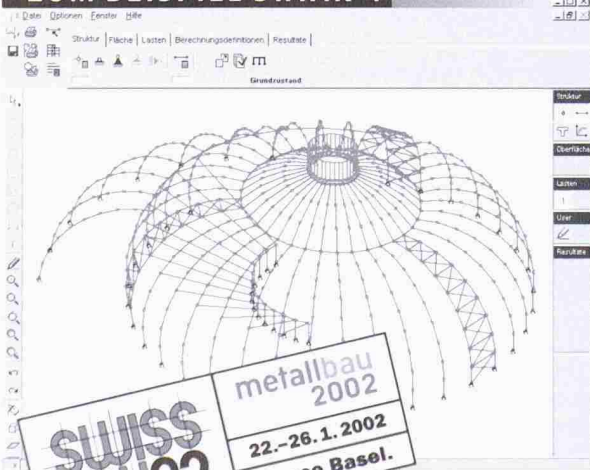 Datei Optionen Fenster Hilfe
Struktur Fläche Lasten Berechnungsdefinitionen Resultate
Grundzustand
Struktur
Oberfläche
Lasten
User
Resultate
metallbau
2002
22.–26.1.2002
Basel.
SWISS